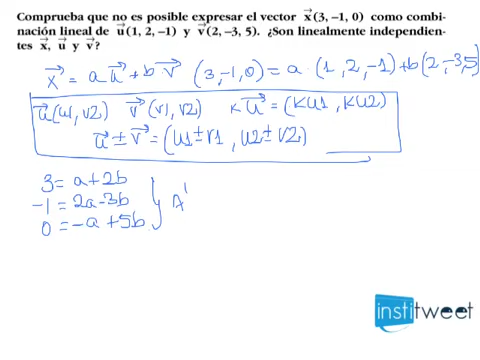 Comprueba que no es posible expresar el vector x⃗(3, –1, 0) como combi-
nación lineal de u⃗(1, 2, –1) y v⃗(2, –3, 5). ¿Son linealmente independien-
tes x⃗, u⃗ y v⃗?
x⃗ = a u⃗ + b v⃗ (3,-1,0) = a · (1,2,-1) + b(2,-3,5)
u⃗(u1, u2) v⃗(v1, v2) k u⃗ = (ku1, ku2)
u⃗ ± v⃗ = (u1 ± v1, u2 ± v2)
3 = a + 2b
-1 = 2a - 3b } A'
0 = -a + 5b
institweet